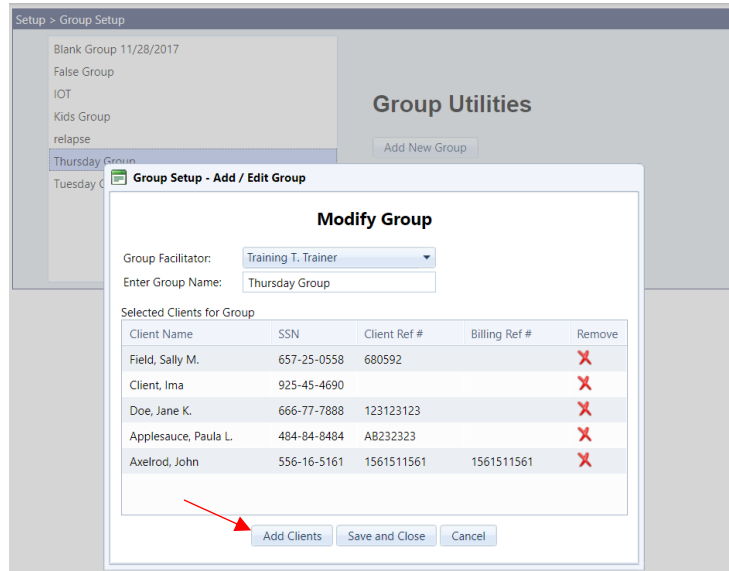 Setup > Group Setup
Blank Group 11/28/2017
False Group
IOT
Kids Group
relapse
Thursday Group
Tuesday
Group Utilities
Add New Group
Group Setup - Add / Edit Group
Modify Group
Group Facilitator: Training T. Trainer
Enter Group Name: Thursday Group
Selected Clients for Group
Client Name SSN Client Ref # Billing Ref # Remove
Field, Sally M. 657-25-0558 680592
Client, Ima 925-45-4690
Doe, Jane K. 666-77-7888 123123123
Applesauce, Paula L. 484-84-8484 AB232323
Axelrod, John 556-16-5161 1561511561 1561511561
Add Clients Save and Close Cancel